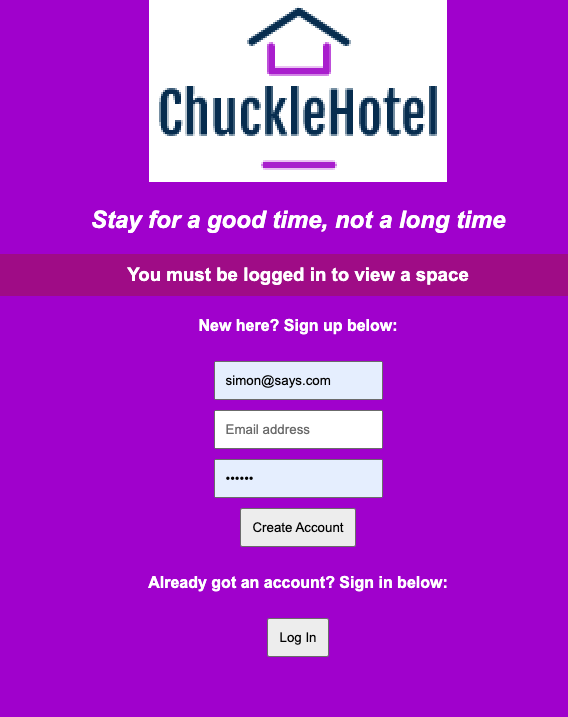 ChuckleHotel
Stay for a good time, not a long time
You must be logged in to view a space
New here? Sign up below:
simon@says.com
Email address
••••••
Create Account
Already got an account? Sign in below:
Log In